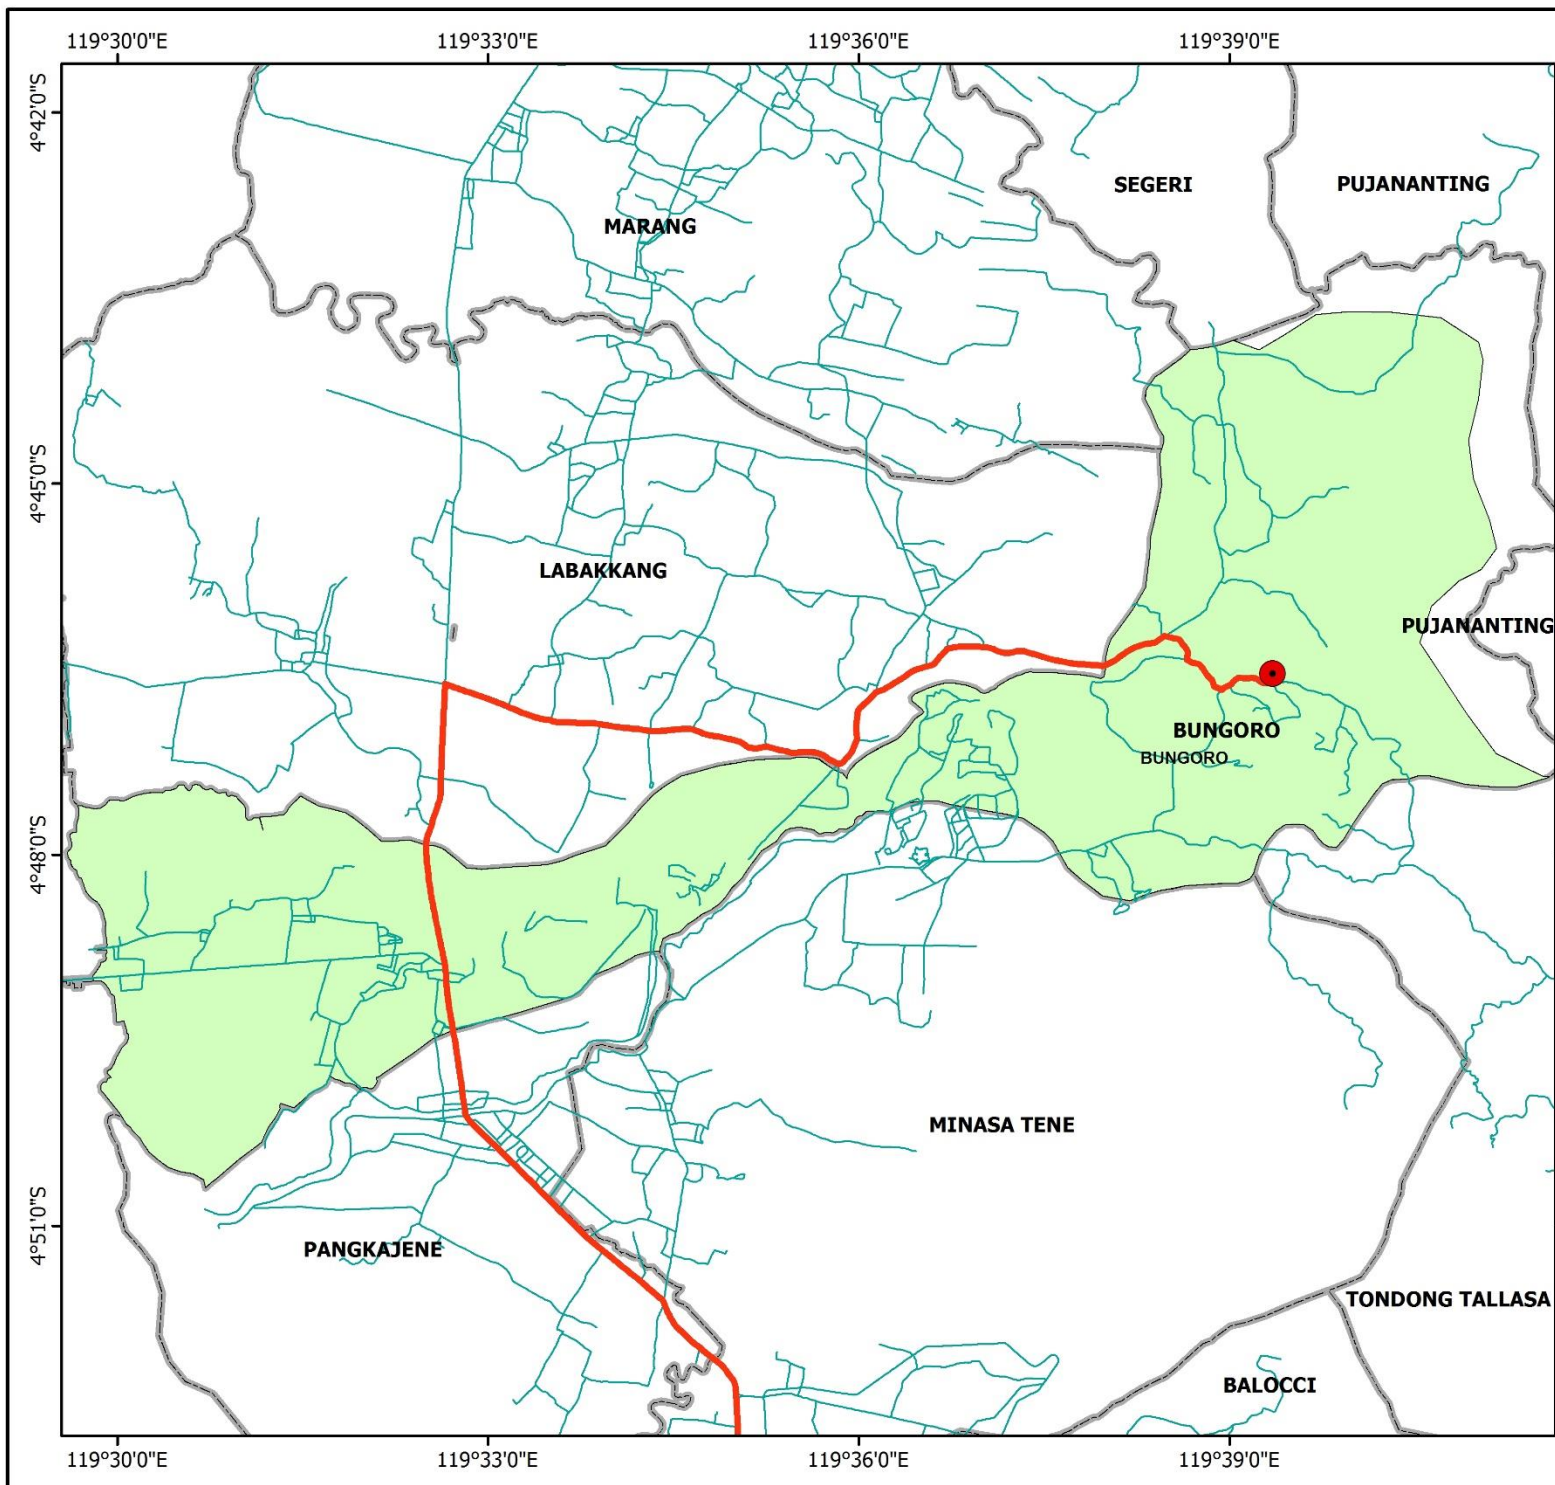 119°30'0"E 119°33'0"E 119°36'0"E 119°39'0"E
4°42'0"S
SEGERI PUJANANTING
MARANG
4°45'0"S
LABAKKANG
PUJANANTING
BUNGORO
BUNGORO
4°48'0"S
MINASA TENE
4°51'0"S
PANGKAJENE
TONDONG TALLASA
BALOCCI
119°30'0"E 119°33'0"E 119°36'0"E 119°39'0"E